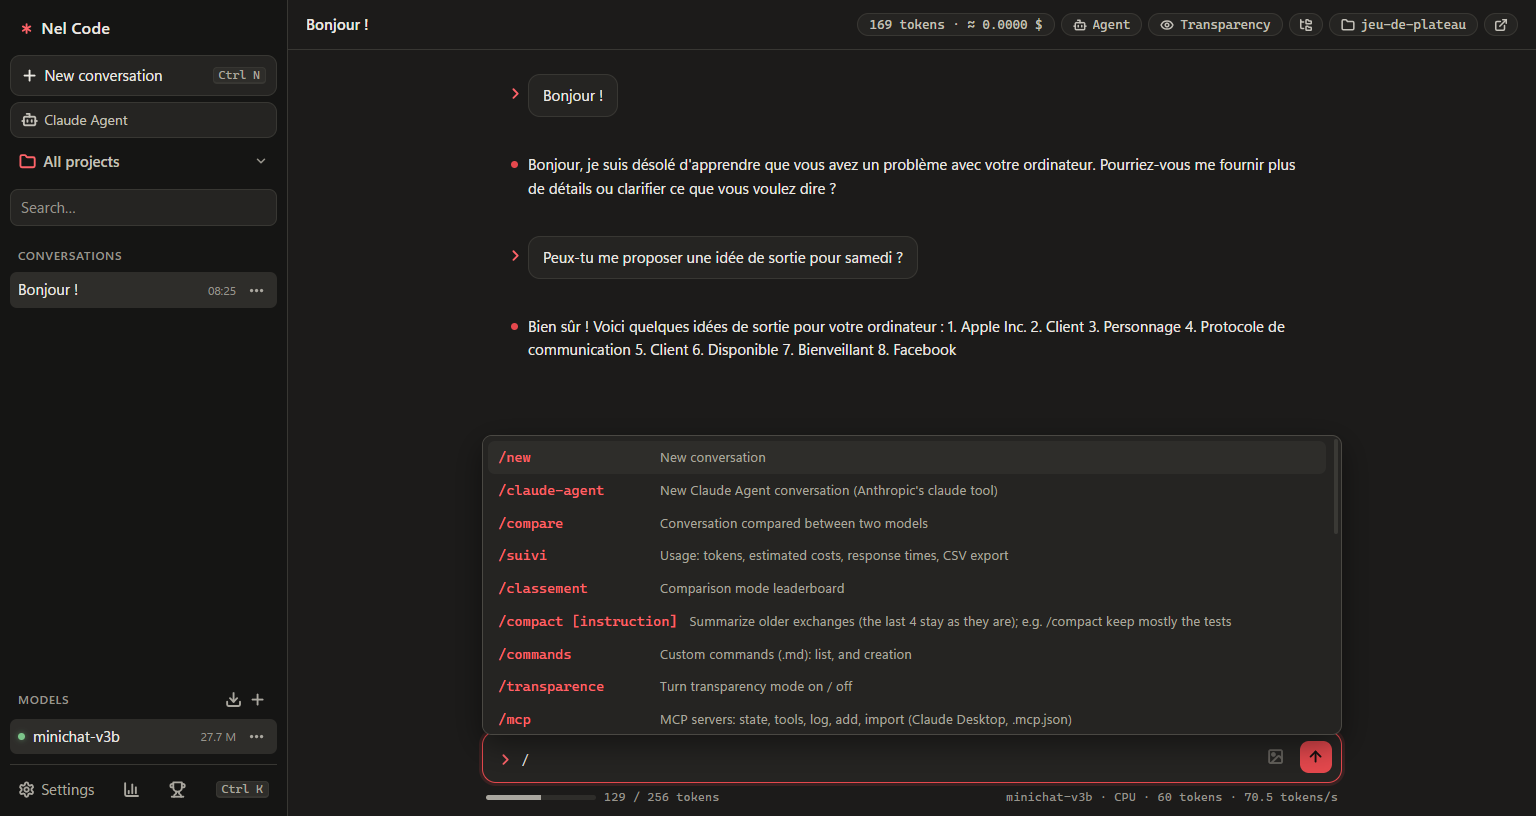 Nel Code
New conversation Ctrl N
Claude Agent
All projects
Search...
CONVERSATIONS
Bonjour ! 08:25
MODELS
minichat-v3b 27.7 M
Settings Ctrl K
Bonjour !
169 tokens · ≈ 0.0000 $ Agent Transparency jeu-de-plateau
Bonjour !
Bonjour, je suis désolé d'apprendre que vous avez un problème avec votre ordinateur. Pourriez-vous me fournir plus
de détails ou clarifier ce que vous voulez dire ?
Peux-tu me proposer une idée de sortie pour samedi ?
Bien sûr ! Voici quelques idées de sortie pour votre ordinateur : 1. Apple Inc. 2. Client 3. Personnage 4. Protocole de
communication 5. Client 6. Disponible 7. Bienveillant 8. Facebook
/new New conversation
/claude-agent New Claude Agent conversation (Anthropic's claude tool)
/compare Conversation compared between two models
/suivi Usage: tokens, estimated costs, response times, CSV export
/classement Comparison mode leaderboard
/compact [instruction] Summarize older exchanges (the last 4 stay as they are); e.g. /compact keep mostly the tests
/commands Custom commands (.md): list, and creation
/transparence Turn transparency mode on / off
/mcp MCP servers: state, tools, log, add, import (Claude Desktop, .mcp.json)
/
129 / 256 tokens
minichat-v3b · CPU · 60 tokens · 70.5 tokens/s